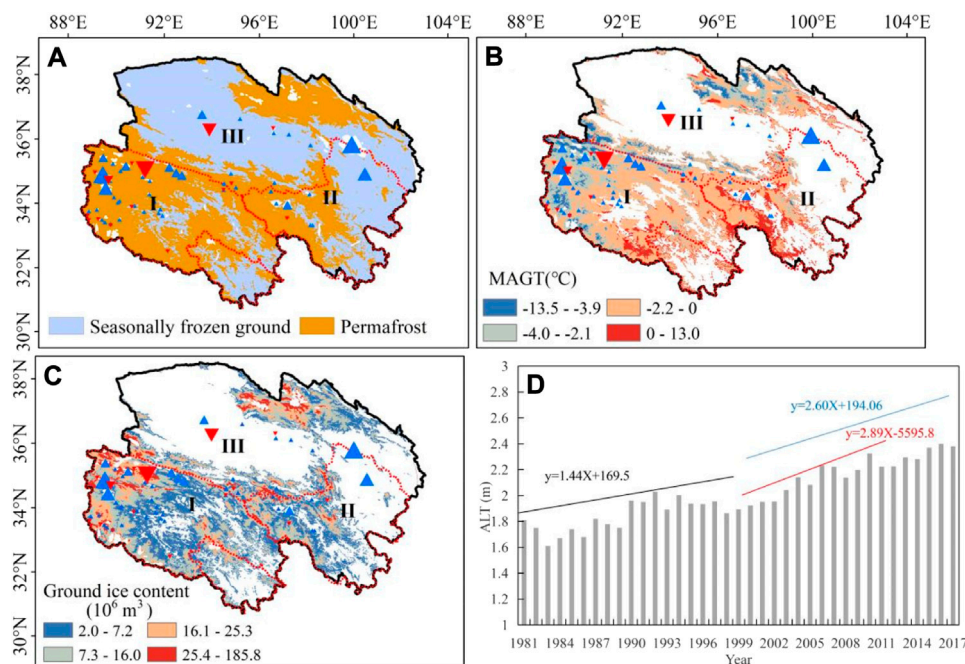 88°E 92°E 96°E 100°E 104°E
88°E 92°E 96°E 100°E 104°E
A
38°N
36°N
34°N
32°N
30°N
III
II
I
Seasonally frozen ground
Permafrost
B
38°N
36°N
34°N
32°N
30°N
III
II
I
MAGT(℃)
-13.5 - -3.9
-2.2 - 0
-4.0 - -2.1
0 - 13.0
C
38°N
36°N
34°N
32°N
30°N
III
II
I
Ground ice content
(10⁶ m³)
2.0 - 7.2
16.1 - 25.3
7.3 - 16.0
25.4 - 185.8
D
3
2.8
2.6
2.4
2.2
2
1.8
1.6
1.4
1.2
1
ALT (m)
y=2.60X+194.06
y=2.89X-5595.8
y=1.44X+169.5
1981 1984 1987 1990 1993 1996 1999 2002 2005 2008 2011 2014 2017
Year